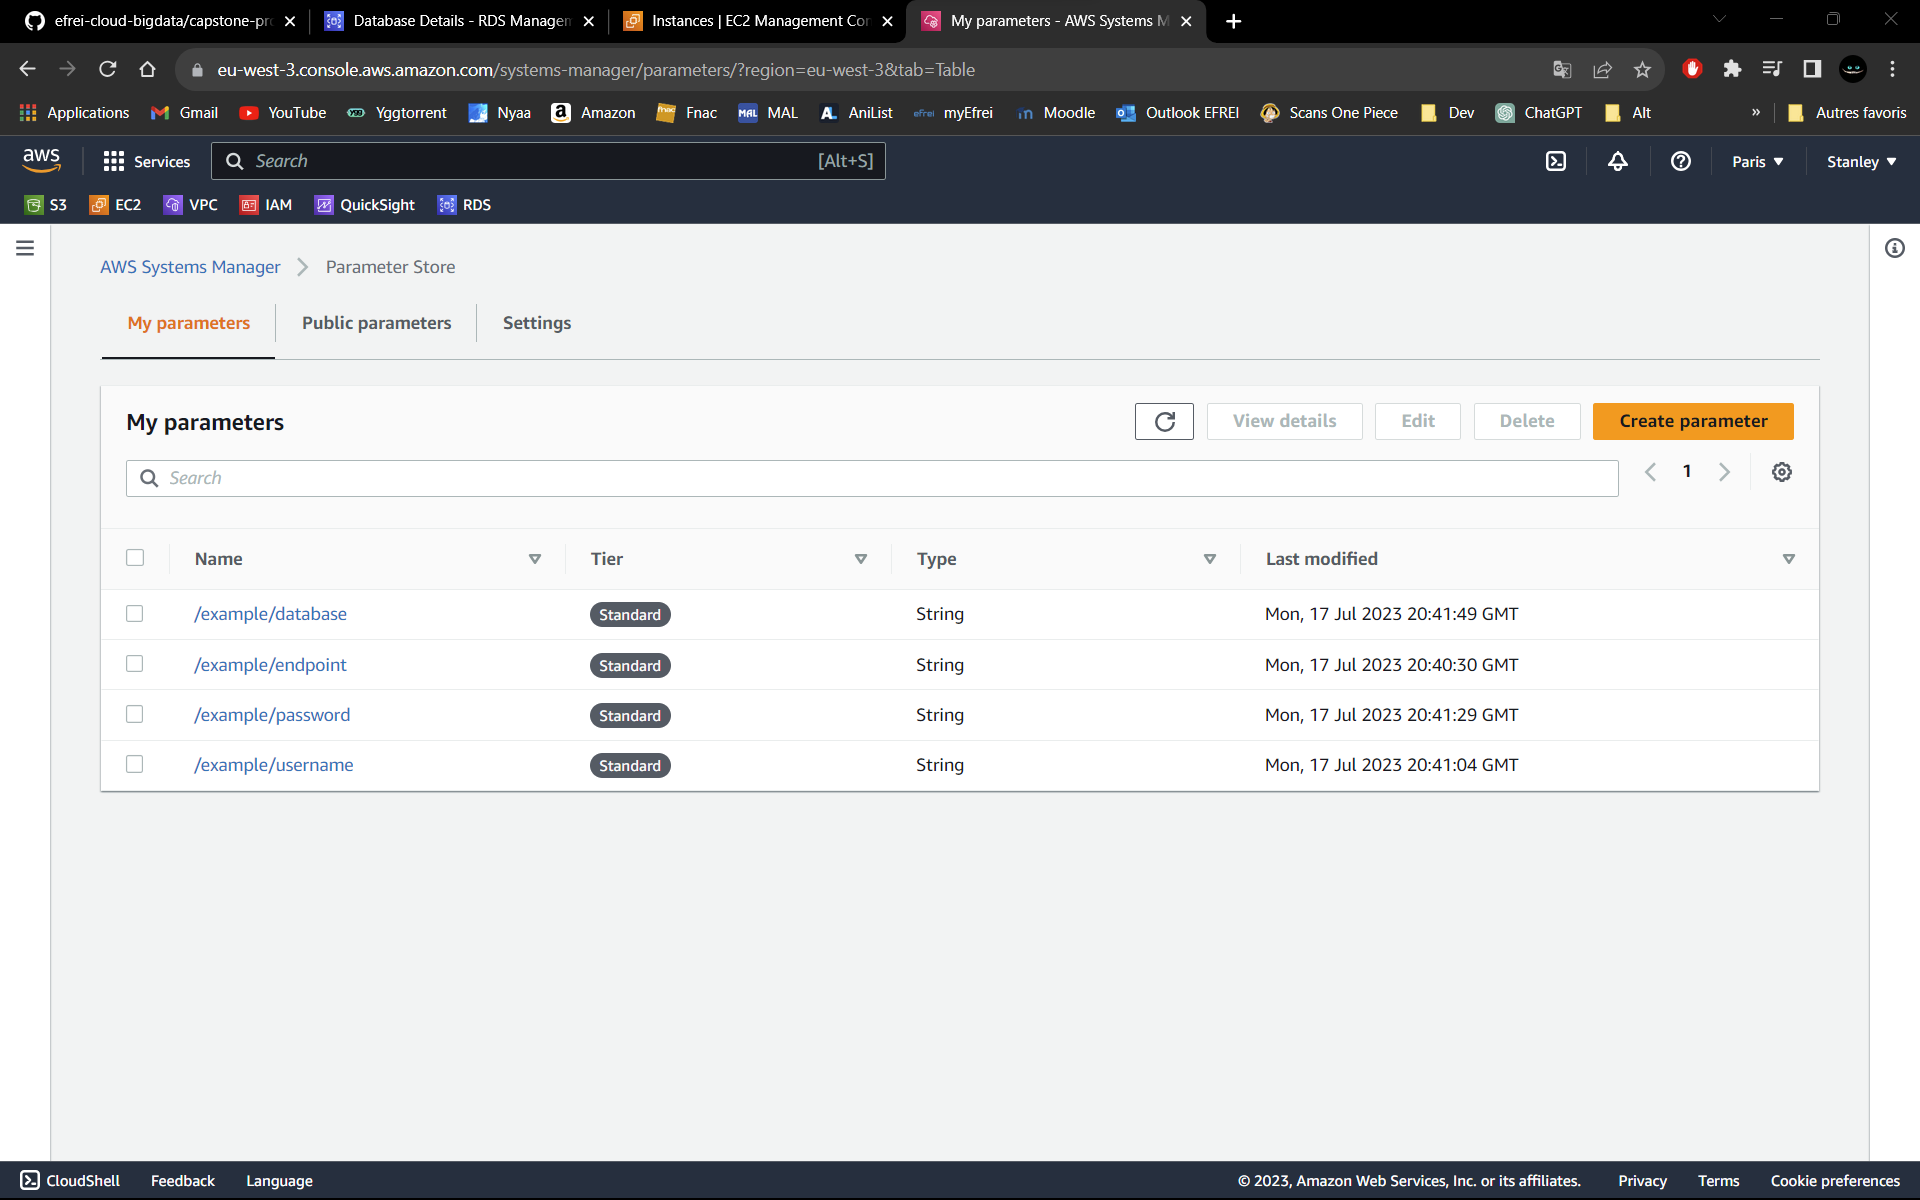 efrei-cloud-bigdata/capstone-pro
Database Details - RDS Managem
Instances | EC2 Management Con
My parameters - AWS Systems M
eu-west-3.console.aws.amazon.com/systems-manager/parameters/?region=eu-west-3&tab=Table
Applications Gmail YouTube Yggtorrent Nyaa Amazon Fnac MAL AniList myEfrei Moodle Outlook EFREI Scans One Piece Dev ChatGPT Alt » Autres favoris
aws Services Search [Alt+S] Paris Stanley
S3 EC2 VPC IAM QuickSight RDS
AWS Systems Manager Parameter Store
My parameters Public parameters Settings
My parameters View details Edit Delete Create parameter
Search 1
Name Tier Type Last modified
/example/database Standard String Mon, 17 Jul 2023 20:41:49 GMT
/example/endpoint Standard String Mon, 17 Jul 2023 20:40:30 GMT
/example/password Standard String Mon, 17 Jul 2023 20:41:29 GMT
/example/username Standard String Mon, 17 Jul 2023 20:41:04 GMT
CloudShell Feedback Language © 2023, Amazon Web Services, Inc. or its affiliates. Privacy Terms Cookie preferences